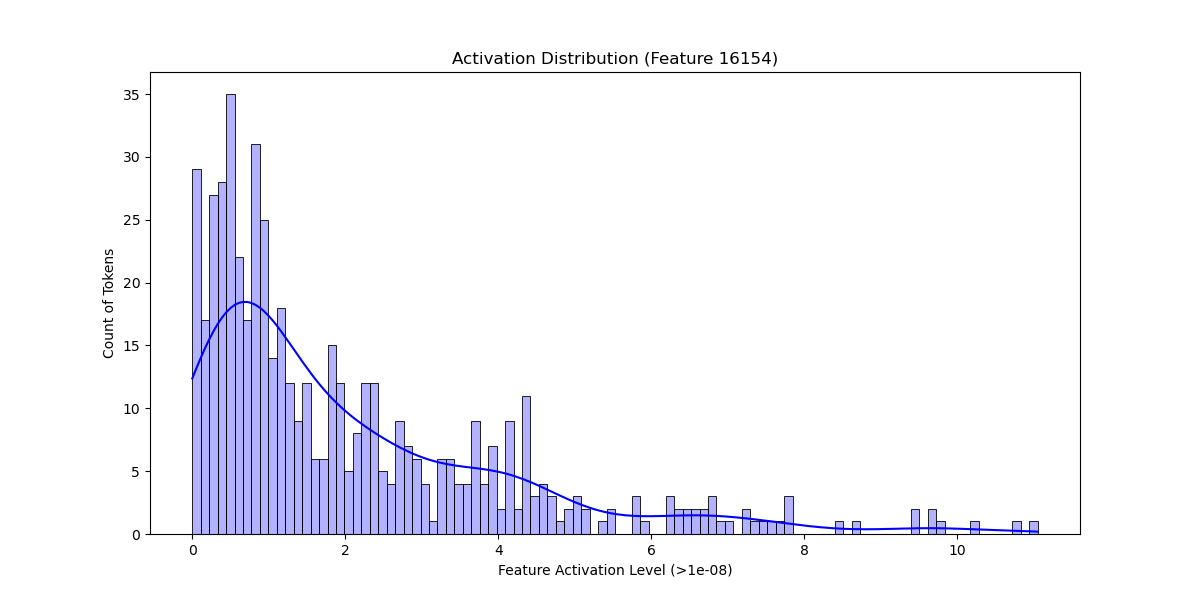 Activation Distribution (Feature 16154)
35
30
25
20
15
10
5
0
Count of Tokens
0 2 4 6 8 10
Feature Activation Level (>1e-08)